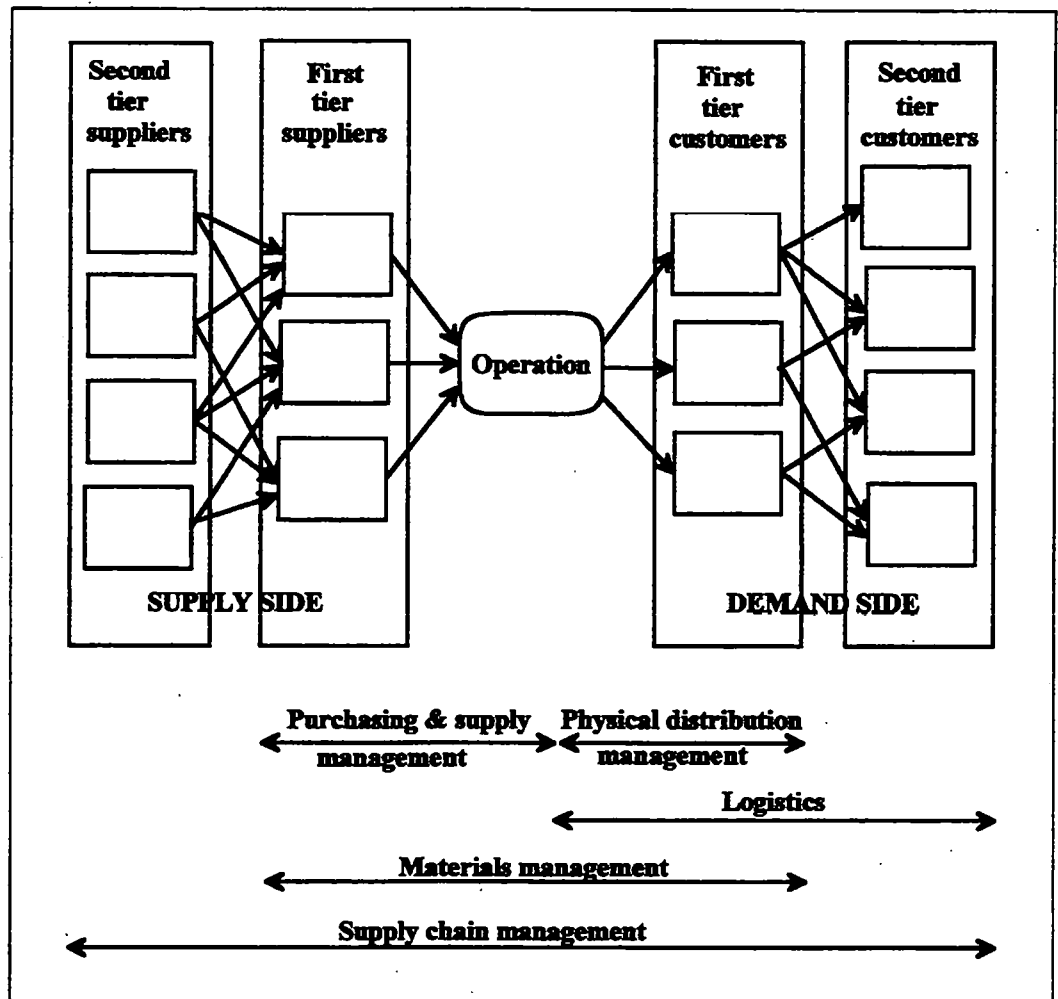 Second
tier
suppliers
First
tier
suppliers
First
tier
customers
Second
tier
customers
Operation
SUPPLY SIDE
DEMAND SIDE
Purchasing & supply
management
Physical distribution
management
Logistics
Materials management
Supply chain management